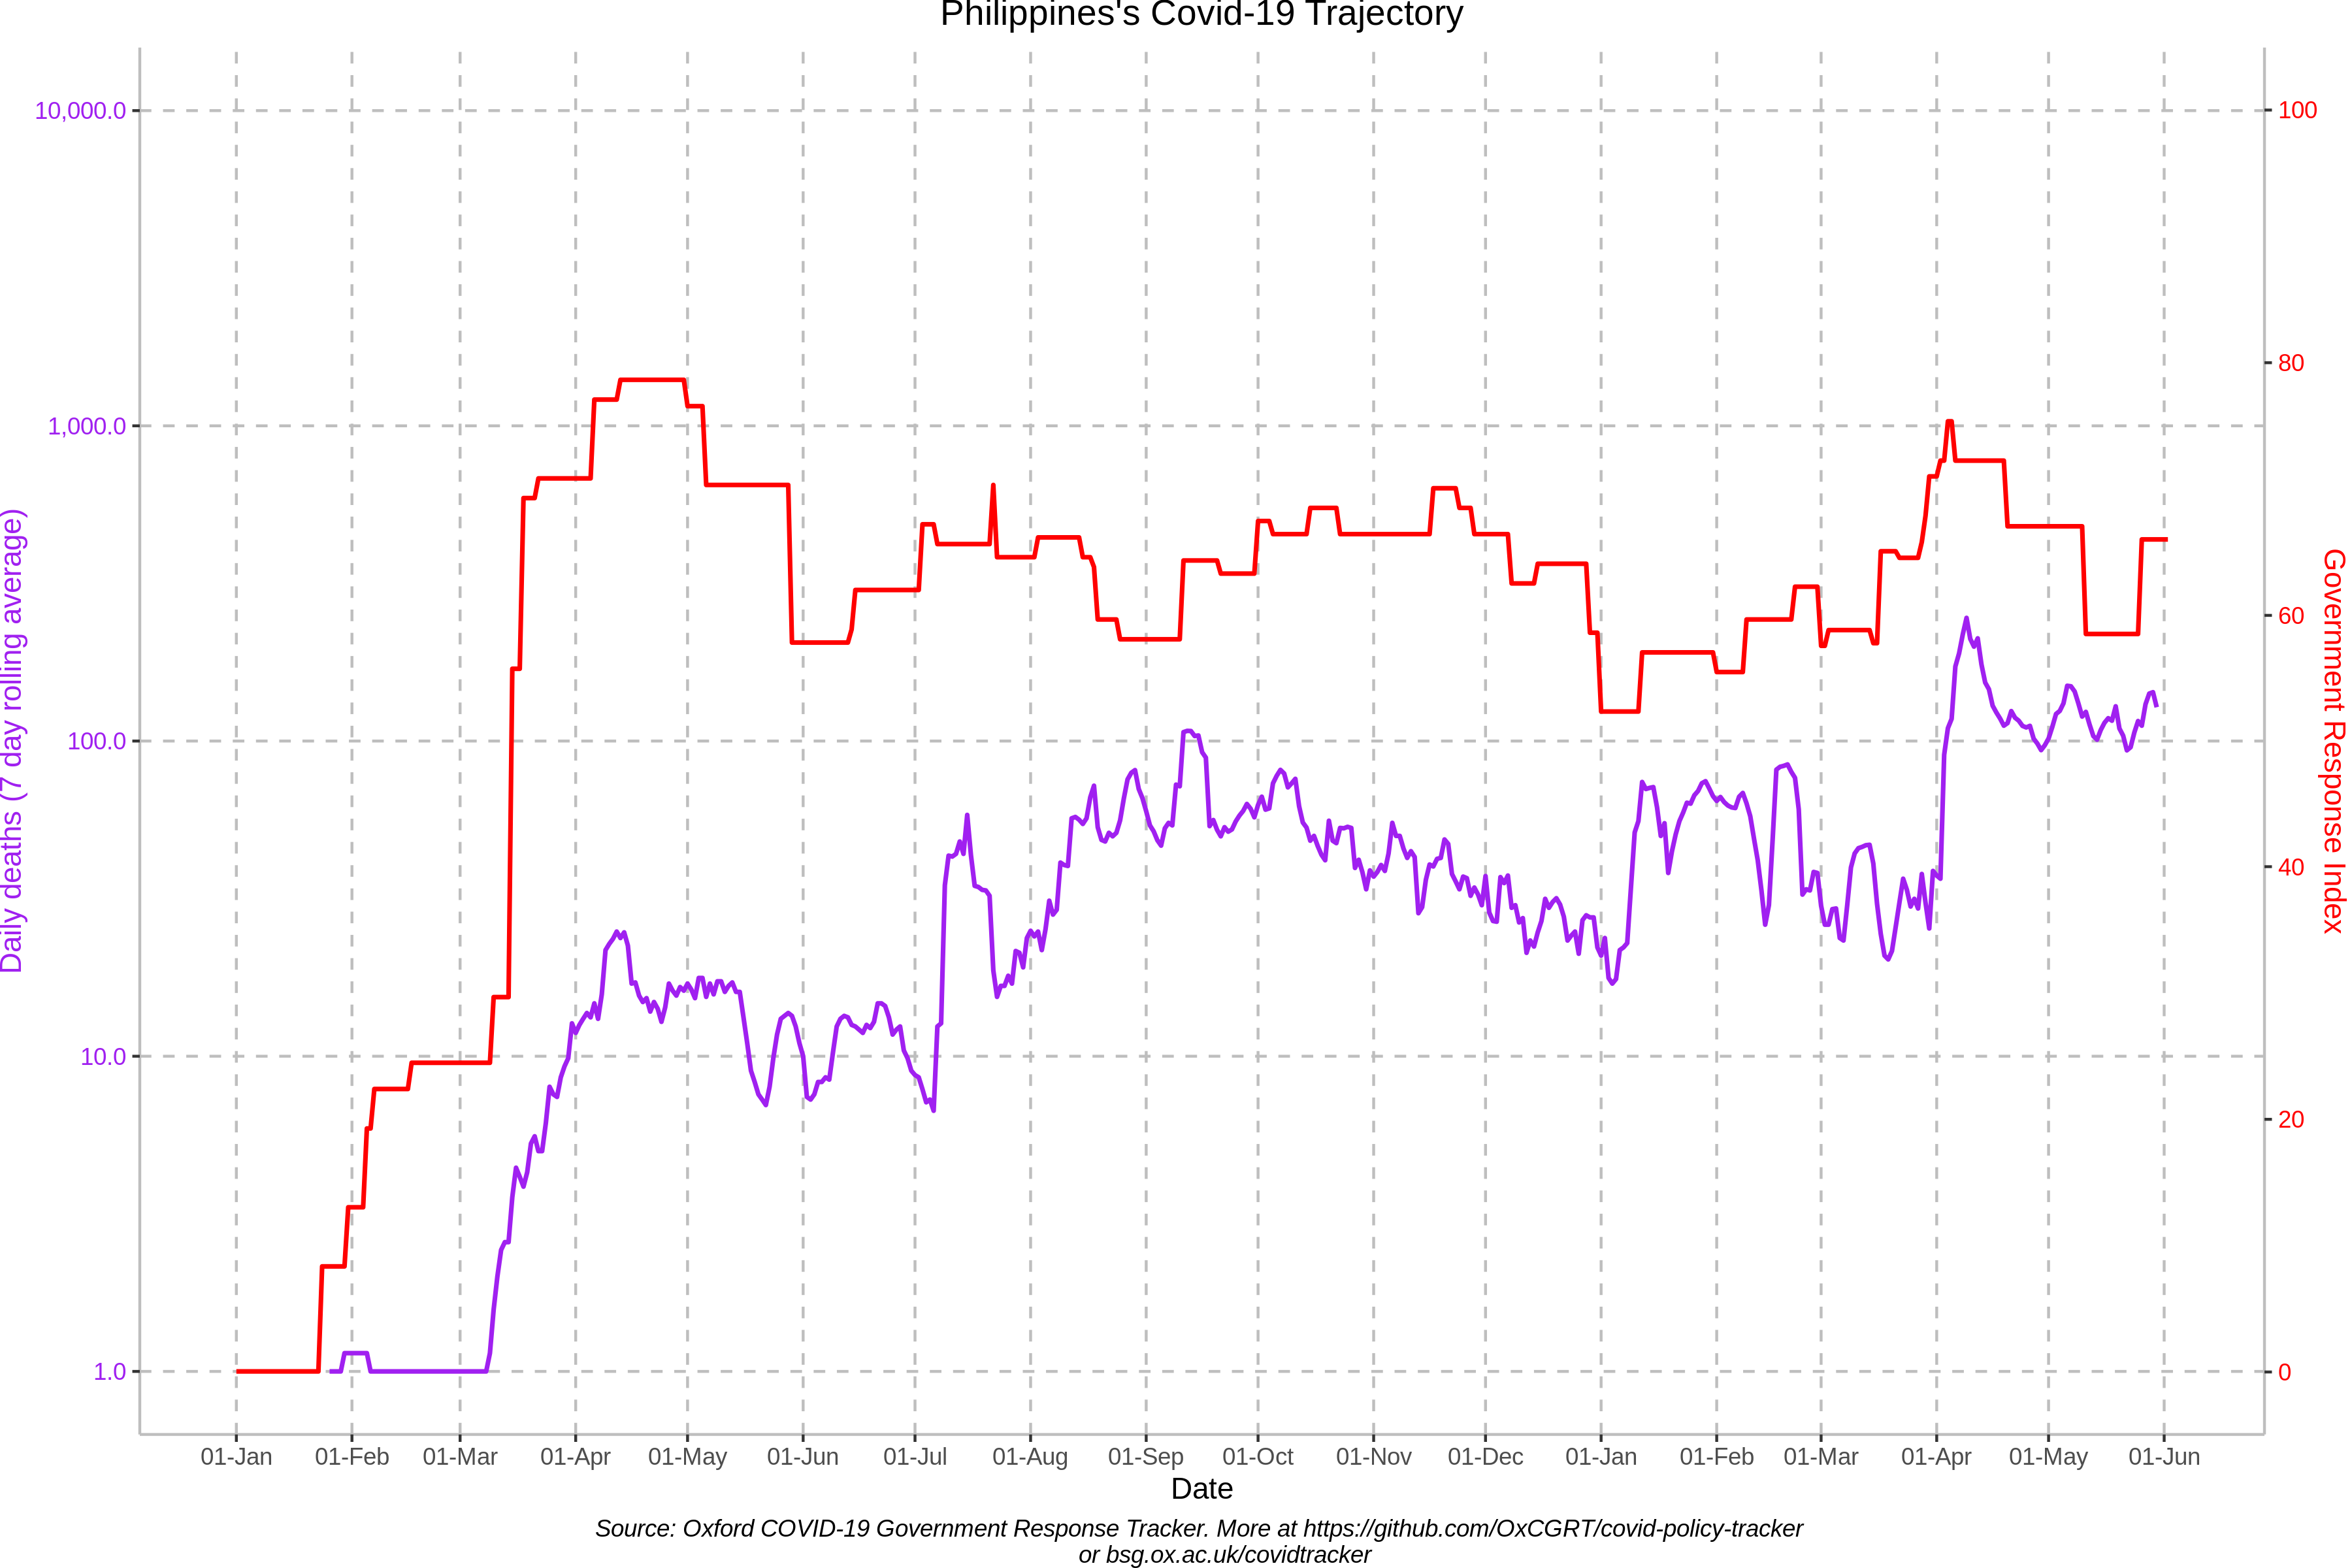 Philippines's Covid-19 Trajectory
10,000.0
1,000.0
100.0
10.0
1.0
Daily deaths (7 day rolling average)
100
80
60
40
20
0
Government Response Index
01-Jan 01-Feb 01-Mar 01-Apr 01-May 01-Jun 01-Jul 01-Aug 01-Sep 01-Oct 01-Nov 01-Dec 01-Jan 01-Feb 01-Mar 01-Apr 01-May 01-Jun
Date
Source: Oxford COVID-19 Government Response Tracker. More at https://github.com/OxCGRT/covid-policy-tracker
or bsg.ox.ac.uk/covidtracker